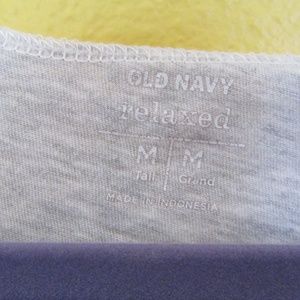 OLD NAVY
relaxed
M M
Tall Grand
MADE IN INDONESIA